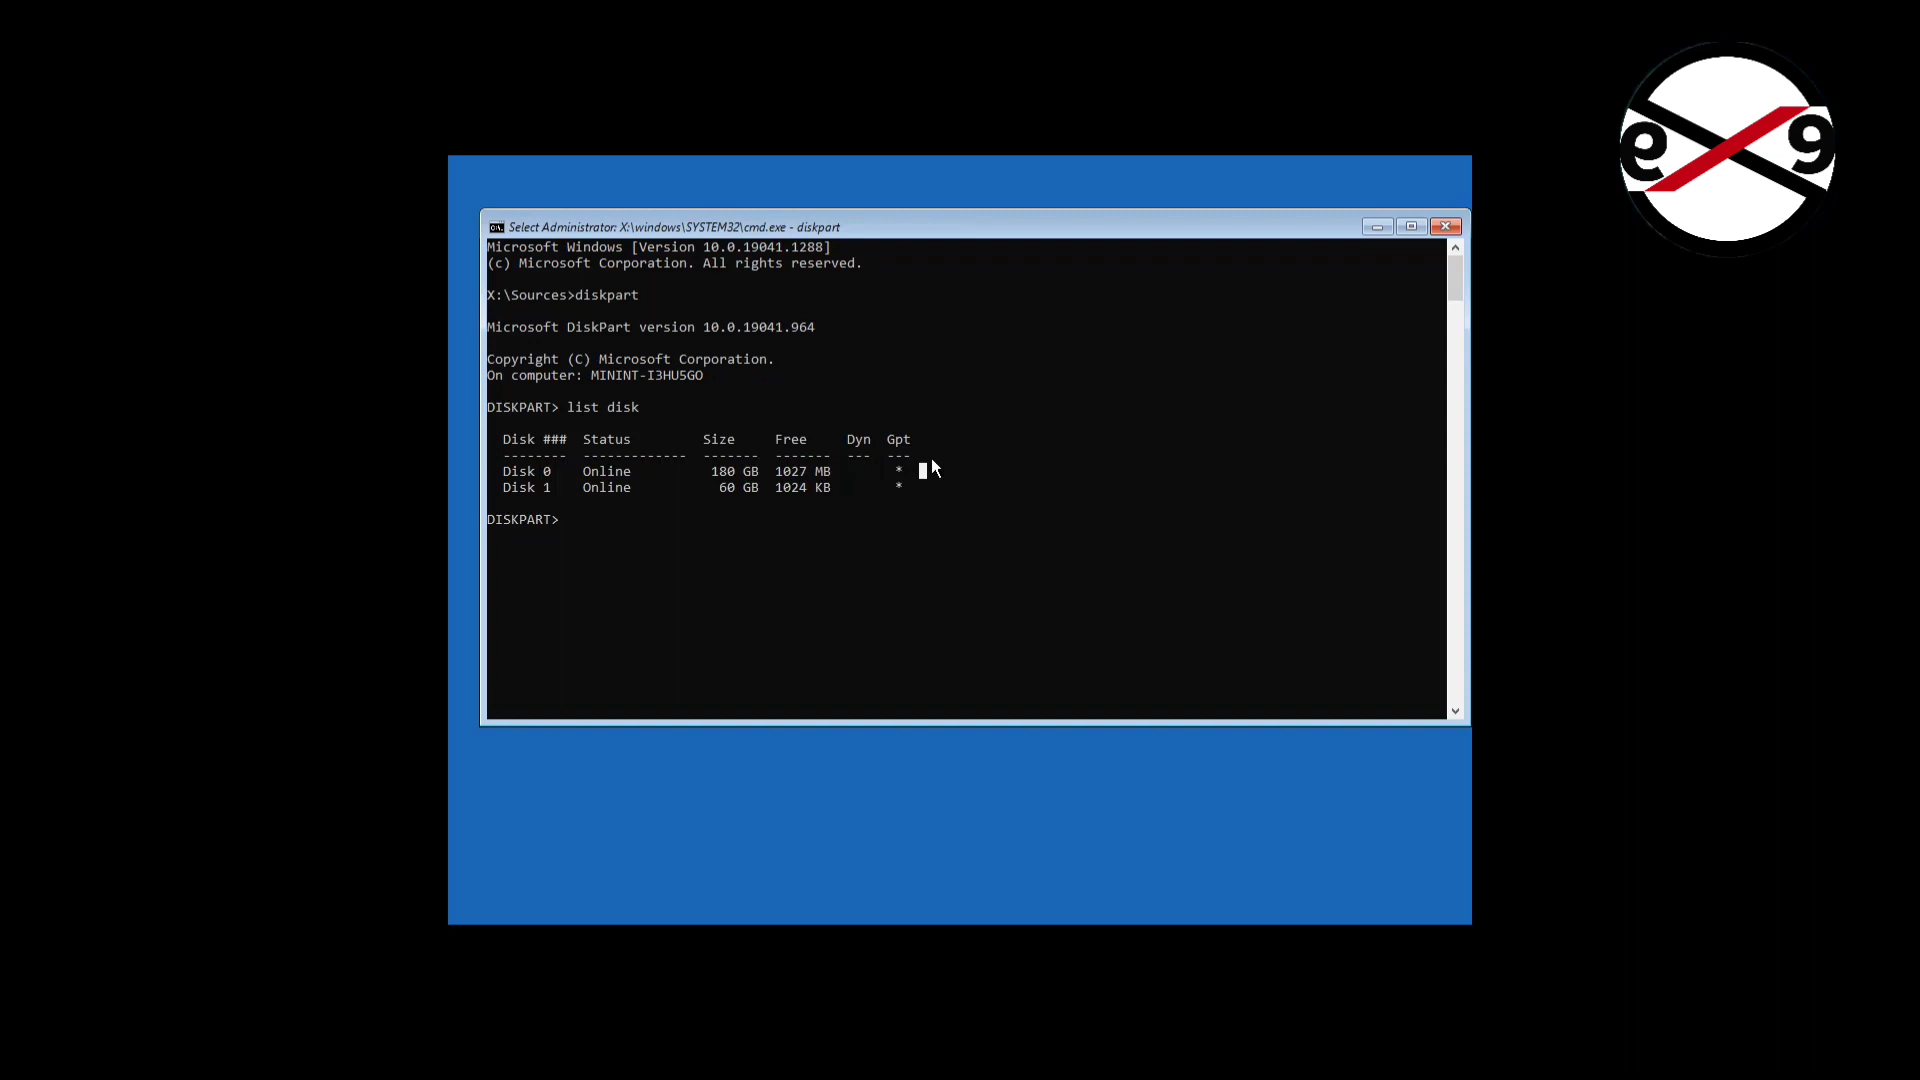 e 9
Select Administrator: X:\windows\SYSTEM32\cmd.exe - diskpart
Microsoft Windows [Version 10.0.19041.1288]
(c) Microsoft Corporation. All rights reserved.
X:\Sources>diskpart
Microsoft DiskPart version 10.0.19041.964
Copyright (C) Microsoft Corporation.
On computer: MININT-I3HU5GO
DISKPART> list disk
Disk ### Status Size Free Dyn Gpt
-------- ------------- ------- ------- --- ---
Disk 0 Online 180 GB 1027 MB *
Disk 1 Online 60 GB 1024 KB *
DISKPART>